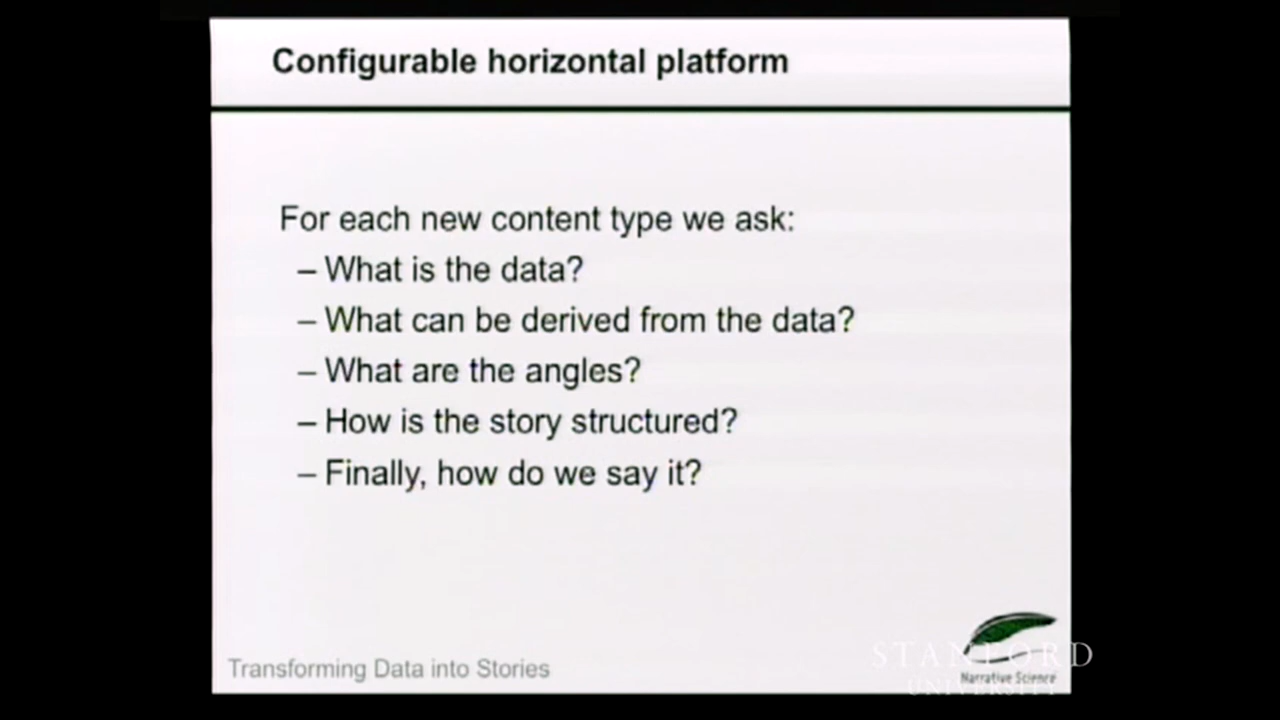 Configurable horizontal platform
For each new content type we ask:
– What is the data?
– What can be derived from the data?
– What are the angles?
– How is the story structured?
– Finally, how do we say it?
Transforming Data into Stories
STANFORD
UNIVERSITY
Narrative Science